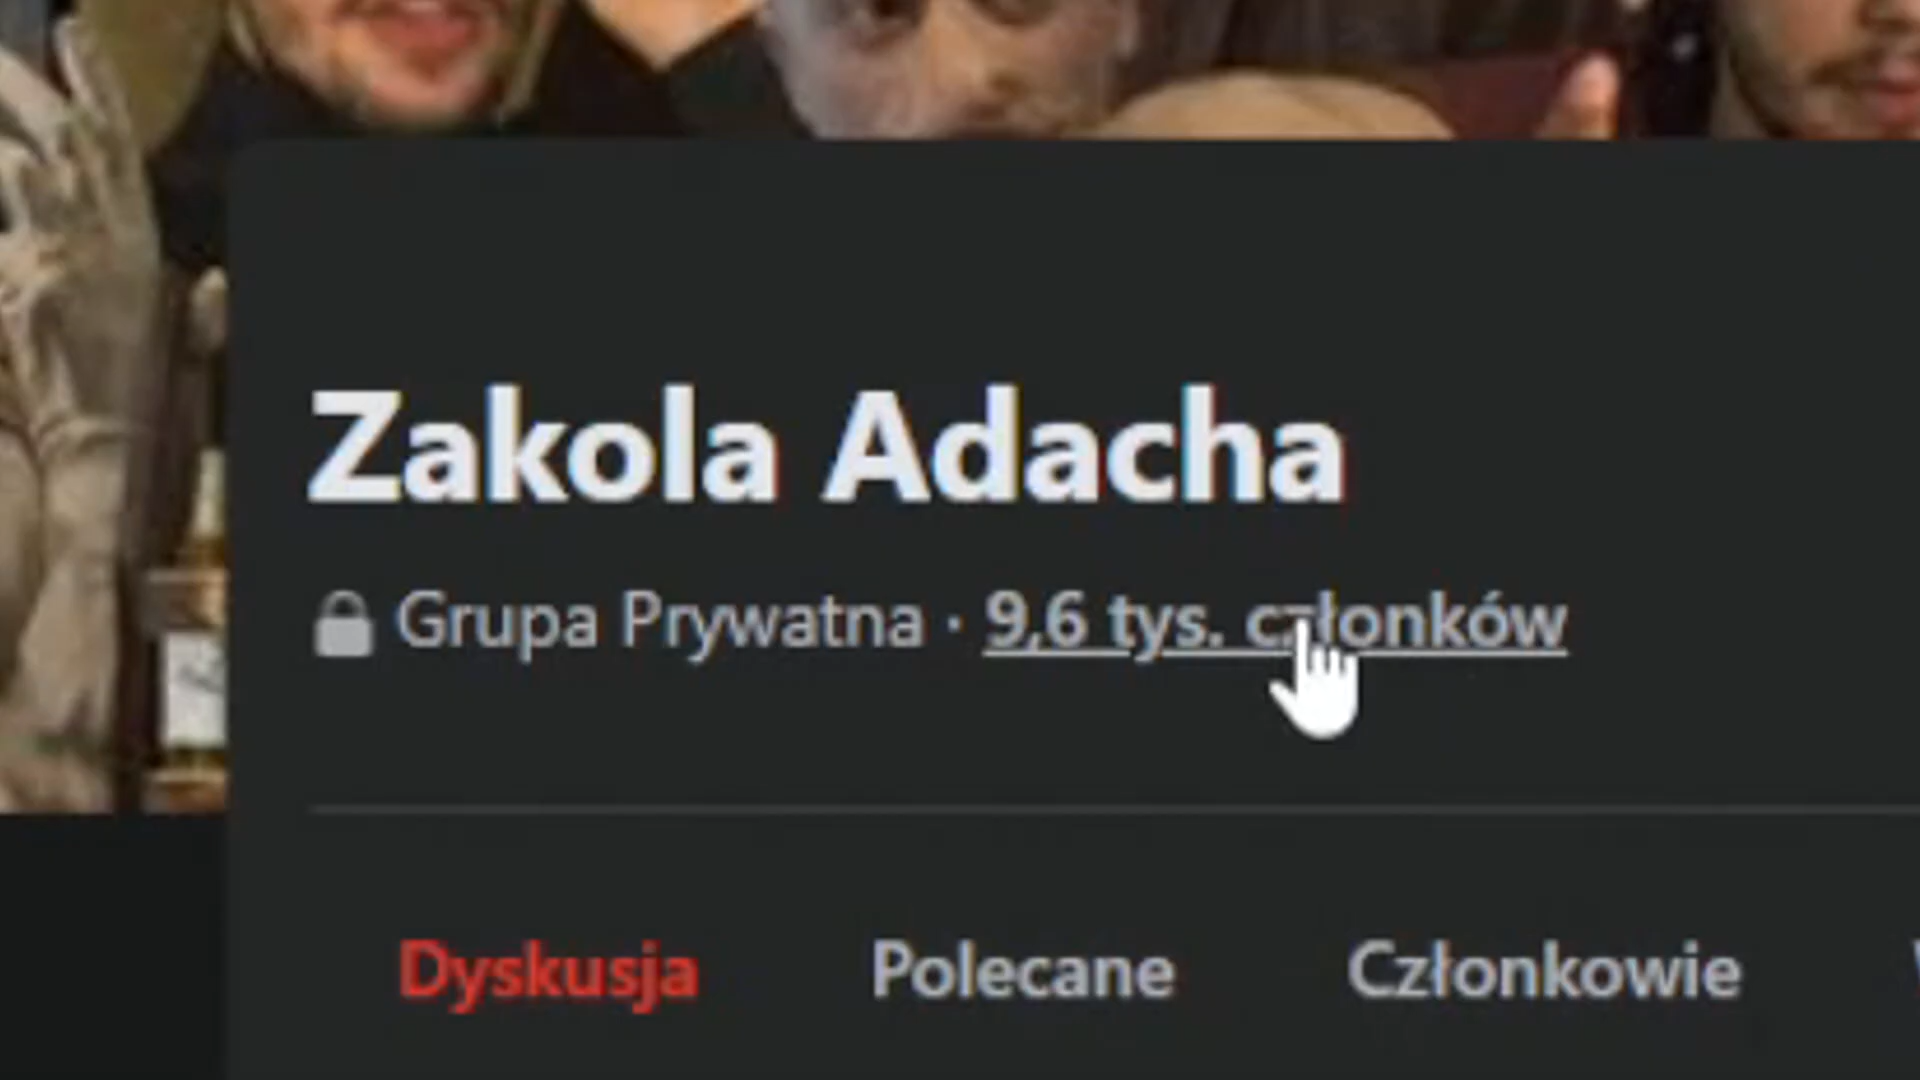 Zakola Adacha
Grupa Prywatna · 9,6 tys. członków
Dyskusja Polecane Członkowie